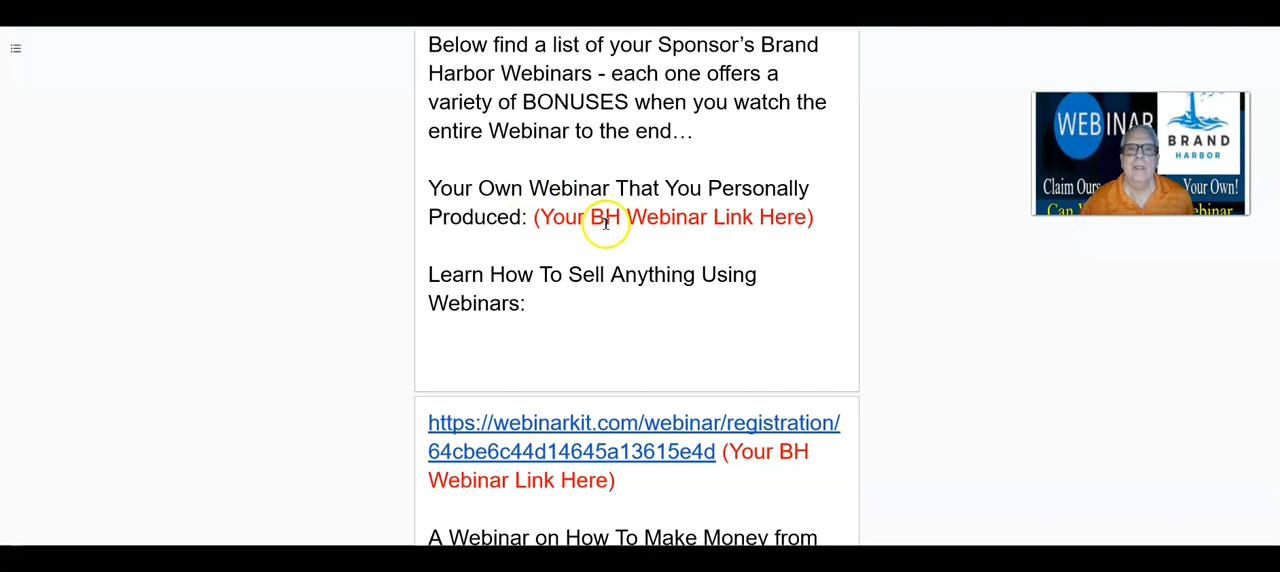 Below find a list of your Sponsor’s Brand
Harbor Webinars - each one offers a
variety of BONUSES when you watch the
entire Webinar to the end…
Your Own Webinar That You Personally
Produced: (Your BH Webinar Link Here)
Learn How To Sell Anything Using
Webinars:
https://webinarkit.com/webinar/registration/
64cbe6c44d14645a13615e4d (Your BH
Webinar Link Here)
A Webinar on How To Make Money from
WEBINAR
BRAND
HARBOR
Claim Ours
Your Own!